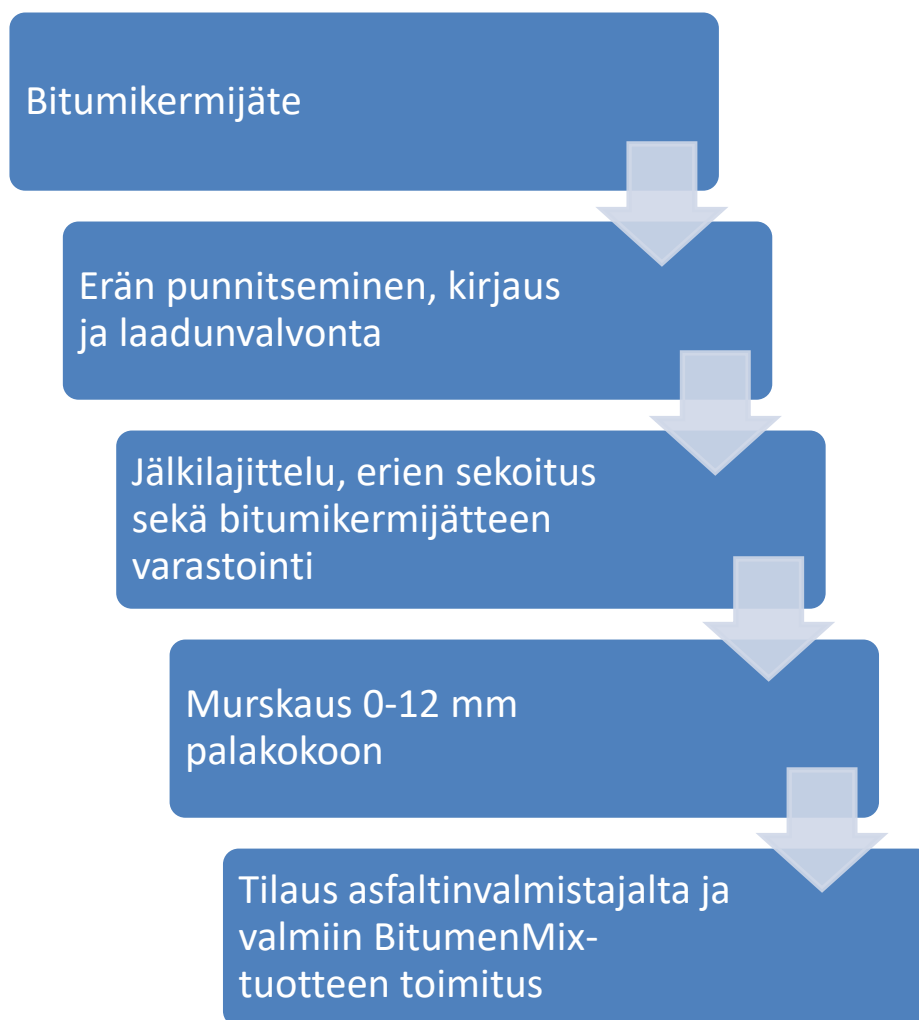 Bitumikermijäte
Erän punnitseminen, kirjaus
ja laadunvalvonta
Jälkilajittelu, erien sekoitus
sekä bitumikermijätteen
varastointi
Murskaus 0-12 mm
palakokoon
Tilaus asfaltinvalmistajalta ja
valmiin BitumenMix-
tuotteen toimitus